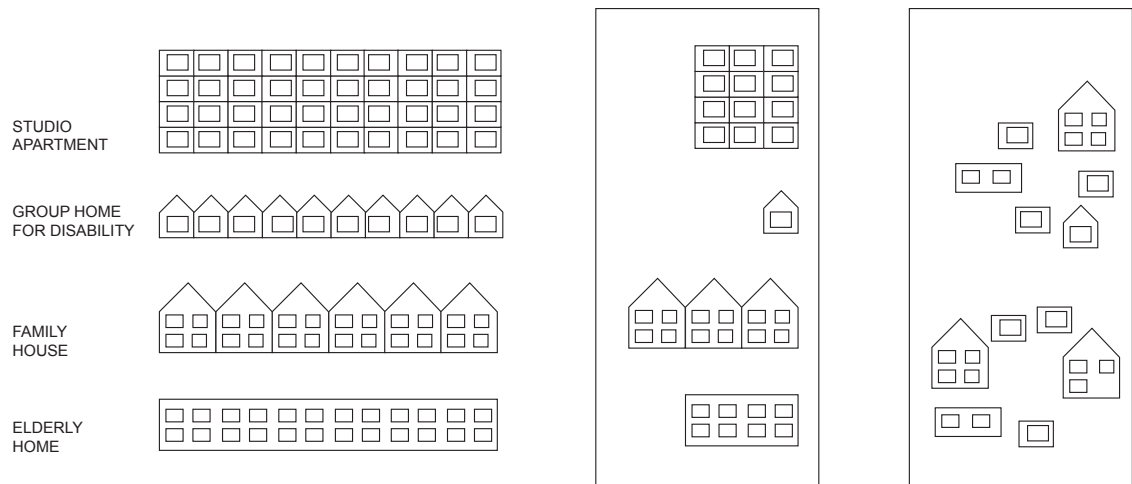 STUDIO
APARTMENT
GROUP HOME
FOR DISABILITY
FAMILY
HOUSE
ELDERLY
HOME